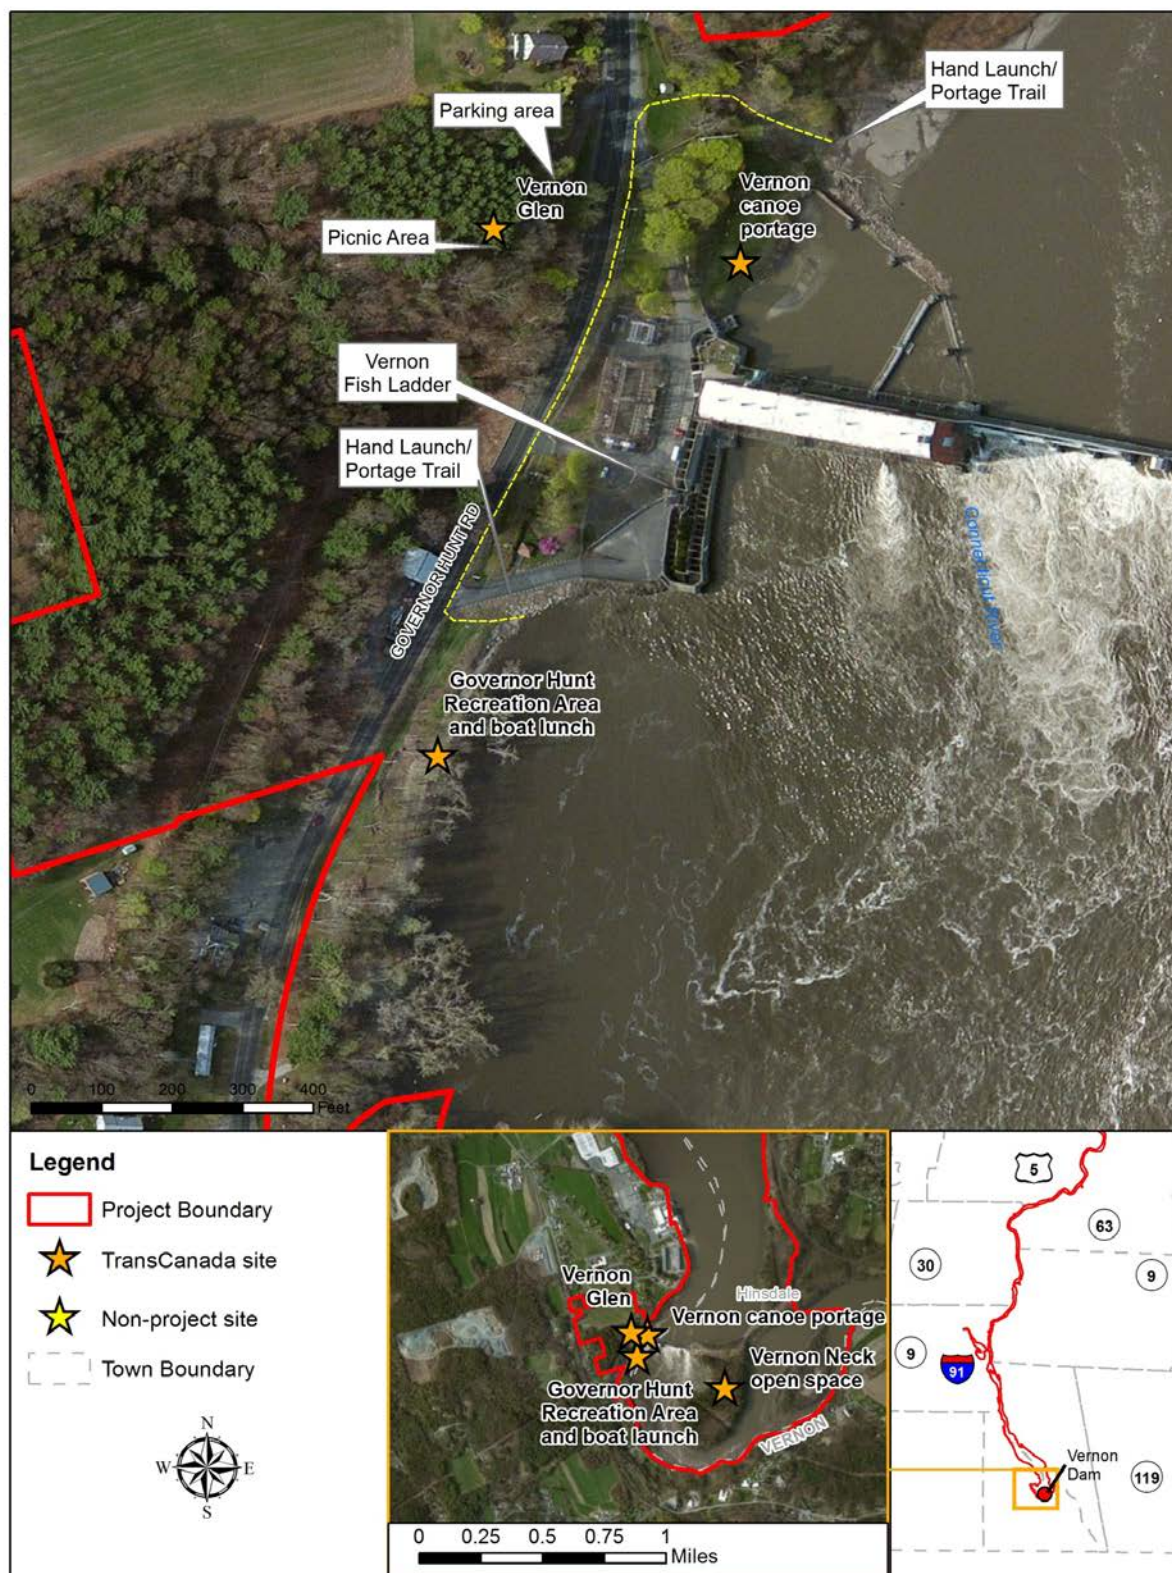 Hand Launch/
Portage Trail
Parking area
Vernon
Glen
Vernon
canoe
portage
Picnic Area
Vernon
Fish Ladder
Hand Launch/
Portage Trail
GOVERNOR HUNT RD
Connecticut River
Governor Hunt
Recreation Area
and boat lunch
0 100 200 300 400
Feet
Legend
Project Boundary
TransCanada site
Non-project site
Town Boundary
N
W E
S
Vernon
Glen
Hinsdale
Vernon canoe portage
Vernon Neck
open space
Governor Hunt
Recreation Area
and boat launch
VERNON
0 0.25 0.5 0.75 1
Miles
5
63
30
9
9
91
Vernon
Dam
119